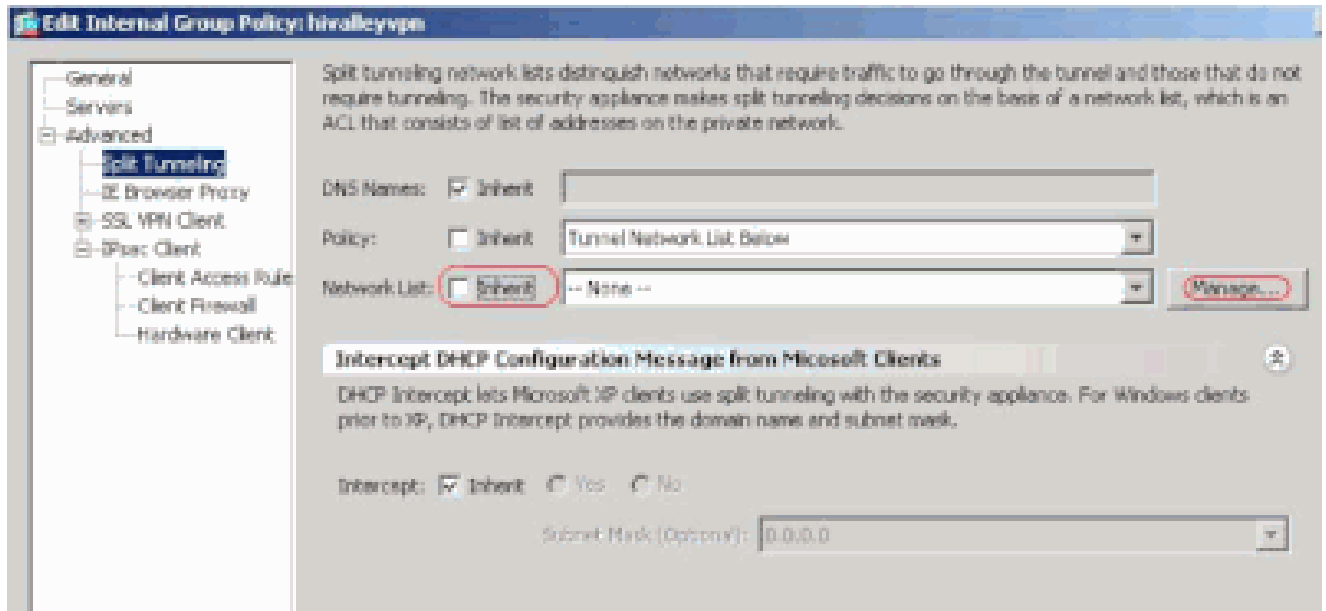 Edit Internal Group Policy: hivalleyvpn
General
Servers
Advanced
Split Tunneling
IE Browser Proxy
SSL VPN Client
IPsec Client
Client Access Rule
Client Firewall
Hardware Client
Split tunneling network lists distinguish networks that require traffic to go through the tunnel and those that do not
require tunneling. The security appliance makes split tunneling decisions on the basis of a network list, which is an
ACL that consists of list of addresses on the private network.
DNS Names: Inherit
Policy: Inherit Tunnel Network List Below
Network List: Inherit -- None -- Manage...
Intercept DHCP Configuration Message from Micosoft Clients
DHCP Intercept lets Microsoft XP clients use split tunneling with the security appliance. For Windows clients
prior to XP, DHCP Intercept provides the domain name and subnet mask.
Intercept: Inherit Yes No
Subnet Mask (Optional): 0.0.0.0